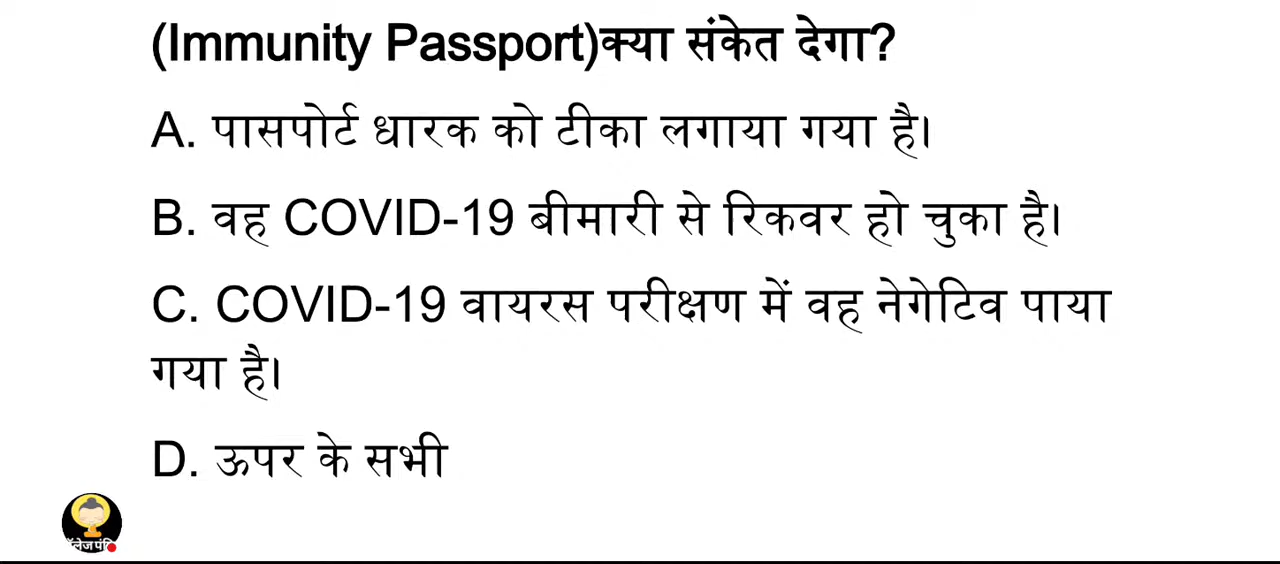 (Immunity Passport)क्या संकेत देगा?
A. पासपोर्ट धारक को टीका लगाया गया है।
B. वह COVID-19 बीमारी से रिकवर हो चुका है।
C. COVID-19 वायरस परीक्षण में वह नेगेटिव पाया
गया है।
D. ऊपर के सभी